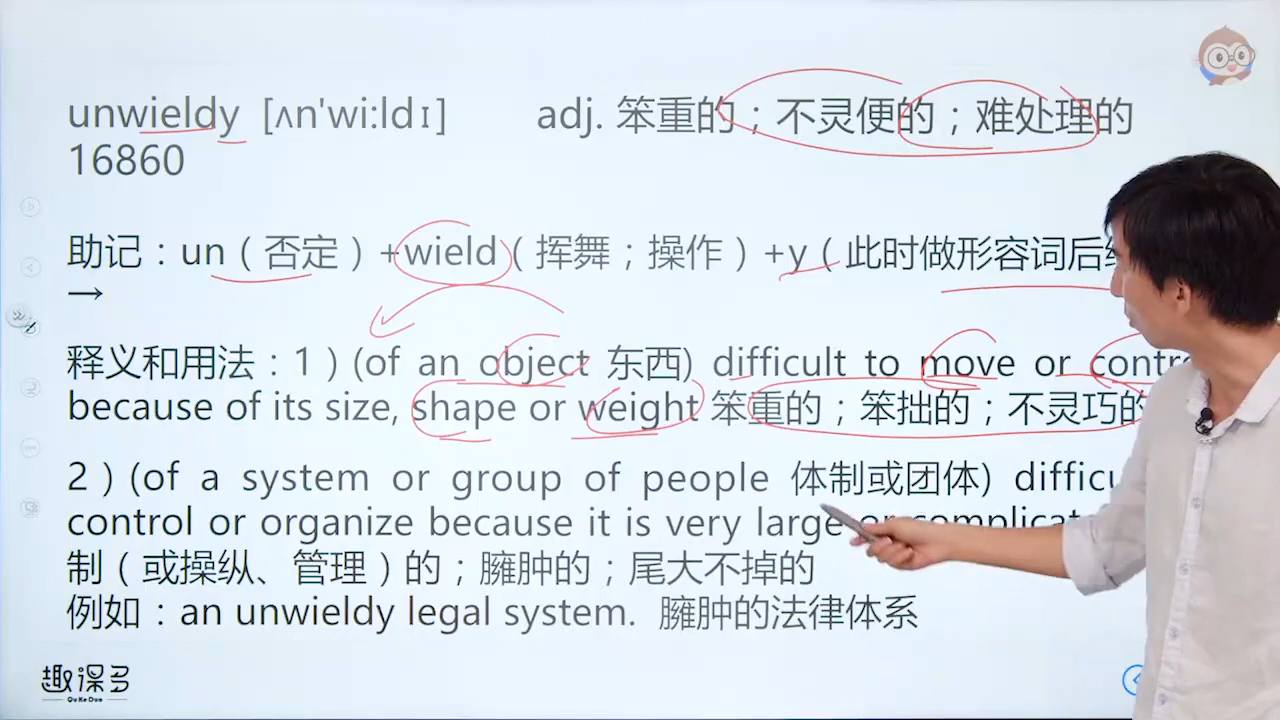 unwieldy [ʌn'wi:ldɪ] adj. 笨重的；不灵便的；难处理的
16860
助记：un（否定）+wield（挥舞；操作）+y（此时做形容词后
→
释义和用法：1）(of an object 东西) difficult to move or
because of its size, shape or weight 笨重的；笨拙的；不灵巧的
2）(of a system or group of people 体制或团体)
control or organize because it is very large or
制（或操纵、管理）的；臃肿的；尾大不掉的
例如：an unwieldy legal system. 臃肿的法律体系
趣课多
QuKeDuo